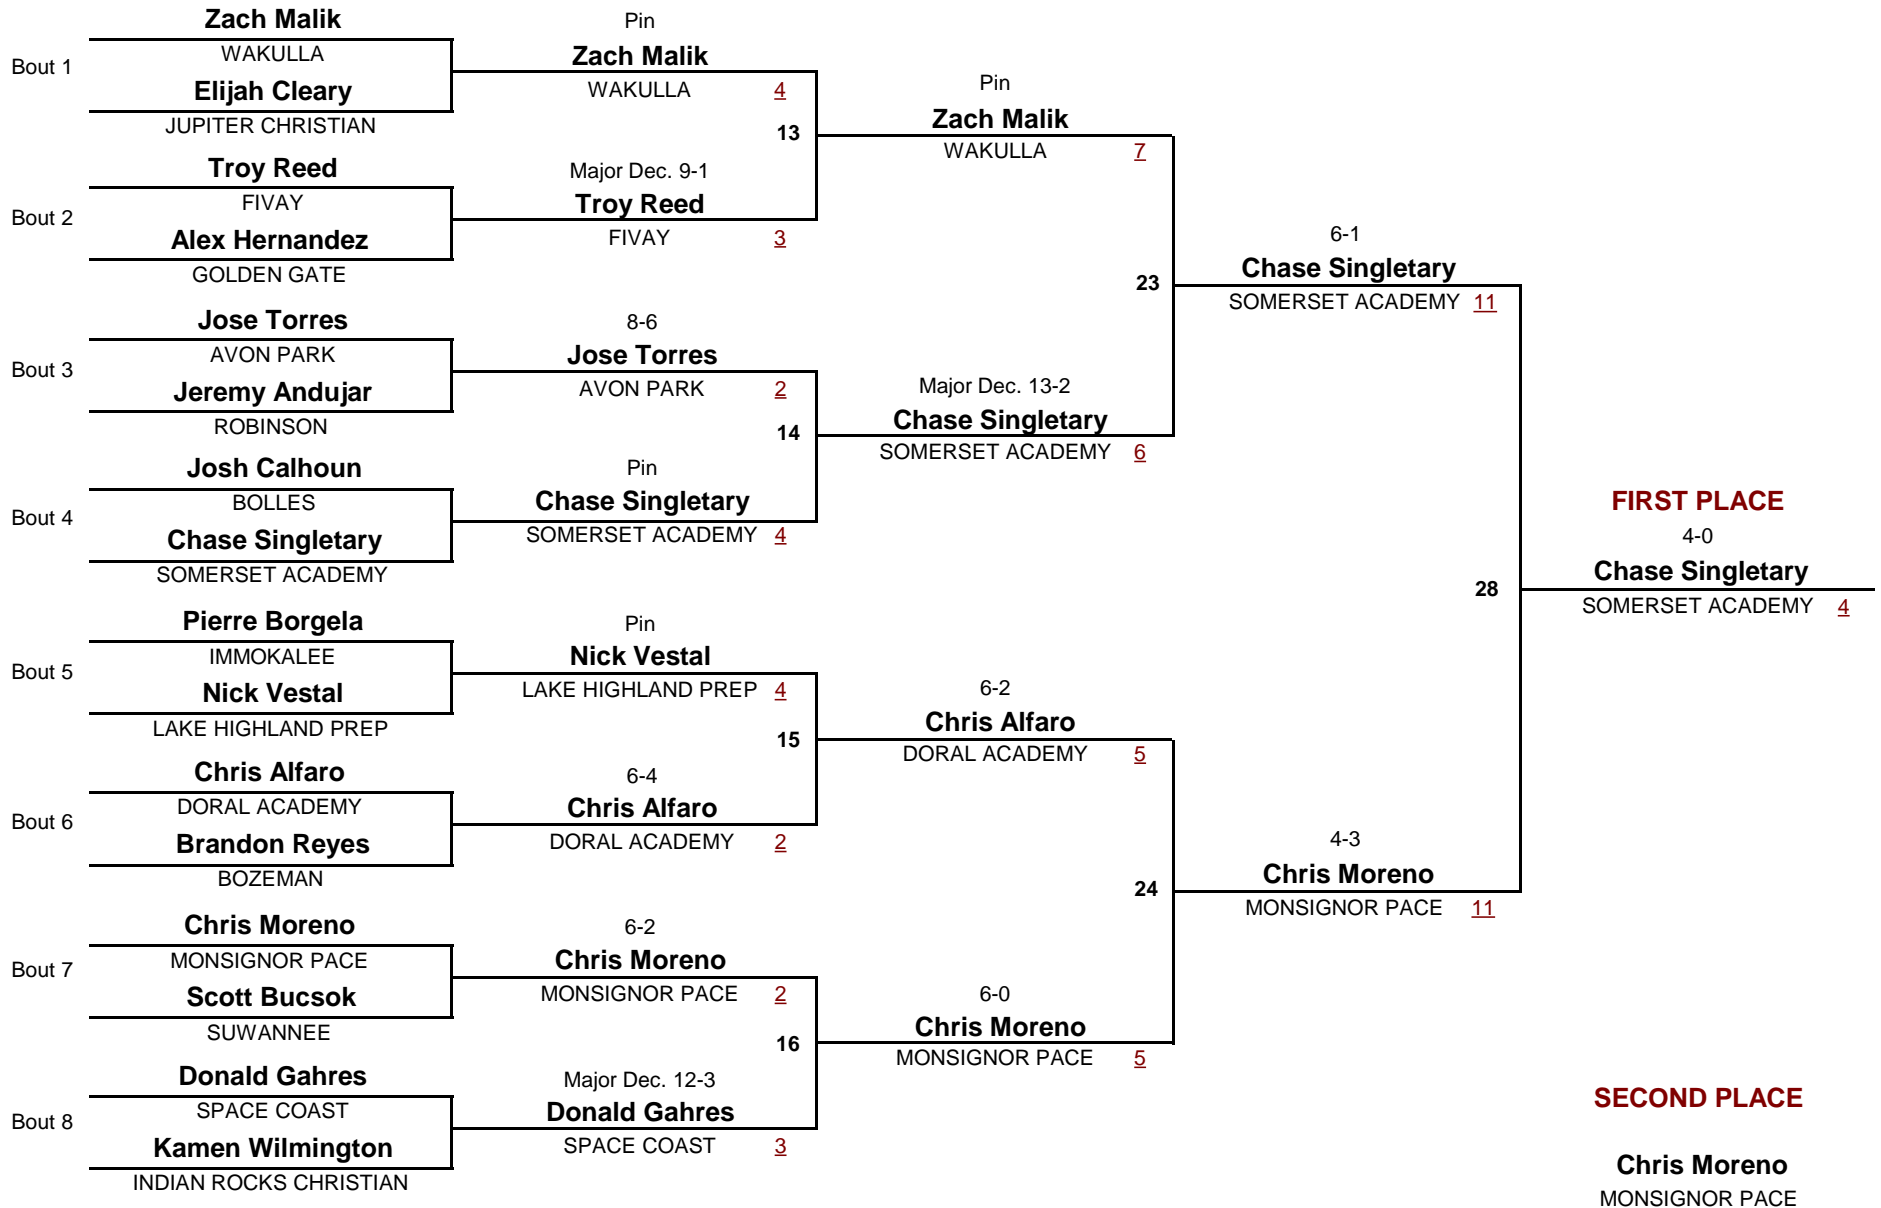 Zach Malik
WAKULLA
Bout 1
Elijah Cleary
JUPITER CHRISTIAN
Troy Reed
FIVAY
Bout 2
Alex Hernandez
GOLDEN GATE
Jose Torres
AVON PARK
Bout 3
Jeremy Andujar
ROBINSON
Josh Calhoun
BOLLES
Bout 4
Chase Singletary
SOMERSET ACADEMY
Pierre Borgela
IMMOKALEE
Bout 5
Nick Vestal
LAKE HIGHLAND PREP
Chris Alfaro
DORAL ACADEMY
Bout 6
Brandon Reyes
BOZEMAN
Chris Moreno
MONSIGNOR PACE
Bout 7
Scott Bucsok
SUWANNEE
Donald Gahres
SPACE COAST
Bout 8
Kamen Wilmington
INDIAN ROCKS CHRISTIAN
Pin
Zach Malik
WAKULLA 4
13
Major Dec. 9-1
Troy Reed
FIVAY 3
8-6
Jose Torres
AVON PARK 2
14
Pin
Chase Singletary
SOMERSET ACADEMY 4
Pin
Nick Vestal
LAKE HIGHLAND PREP 4
15
6-4
Chris Alfaro
DORAL ACADEMY 2
6-2
Chris Moreno
MONSIGNOR PACE 2
16
Major Dec. 12-3
Donald Gahres
SPACE COAST 3
Pin
Zach Malik
WAKULLA 7
23
Major Dec. 13-2
Chase Singletary
SOMERSET ACADEMY 6
6-2
Chris Alfaro
DORAL ACADEMY 5
24
6-0
Chris Moreno
MONSIGNOR PACE 5
6-1
Chase Singletary
SOMERSET ACADEMY 11
28
4-3
Chris Moreno
MONSIGNOR PACE 11
FIRST PLACE
4-0
Chase Singletary
SOMERSET ACADEMY 4
SECOND PLACE
Chris Moreno
MONSIGNOR PACE